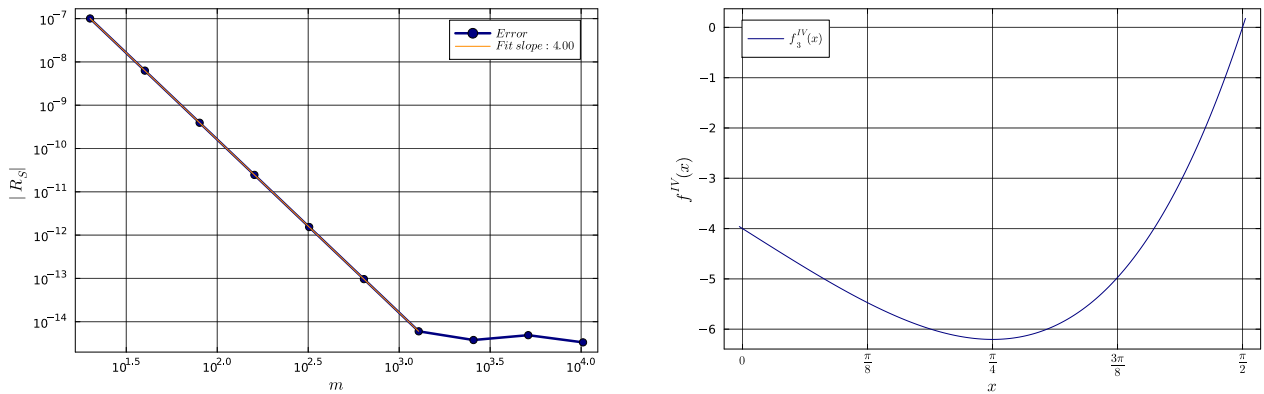 10⁻⁷
10⁻⁸
10⁻⁹
10⁻¹⁰
10⁻¹¹
10⁻¹²
10⁻¹³
10⁻¹⁴
|R_S|
Error
Fit slope : 4.00
10^1.5
10^2.0
10^2.5
10^3.0
10^3.5
10^4.0
m
0
−1
−2
−3
−4
−5
−6
f^IV(x)
f_3^IV(x)
0
π/8
π/4
3π/8
π/2
x